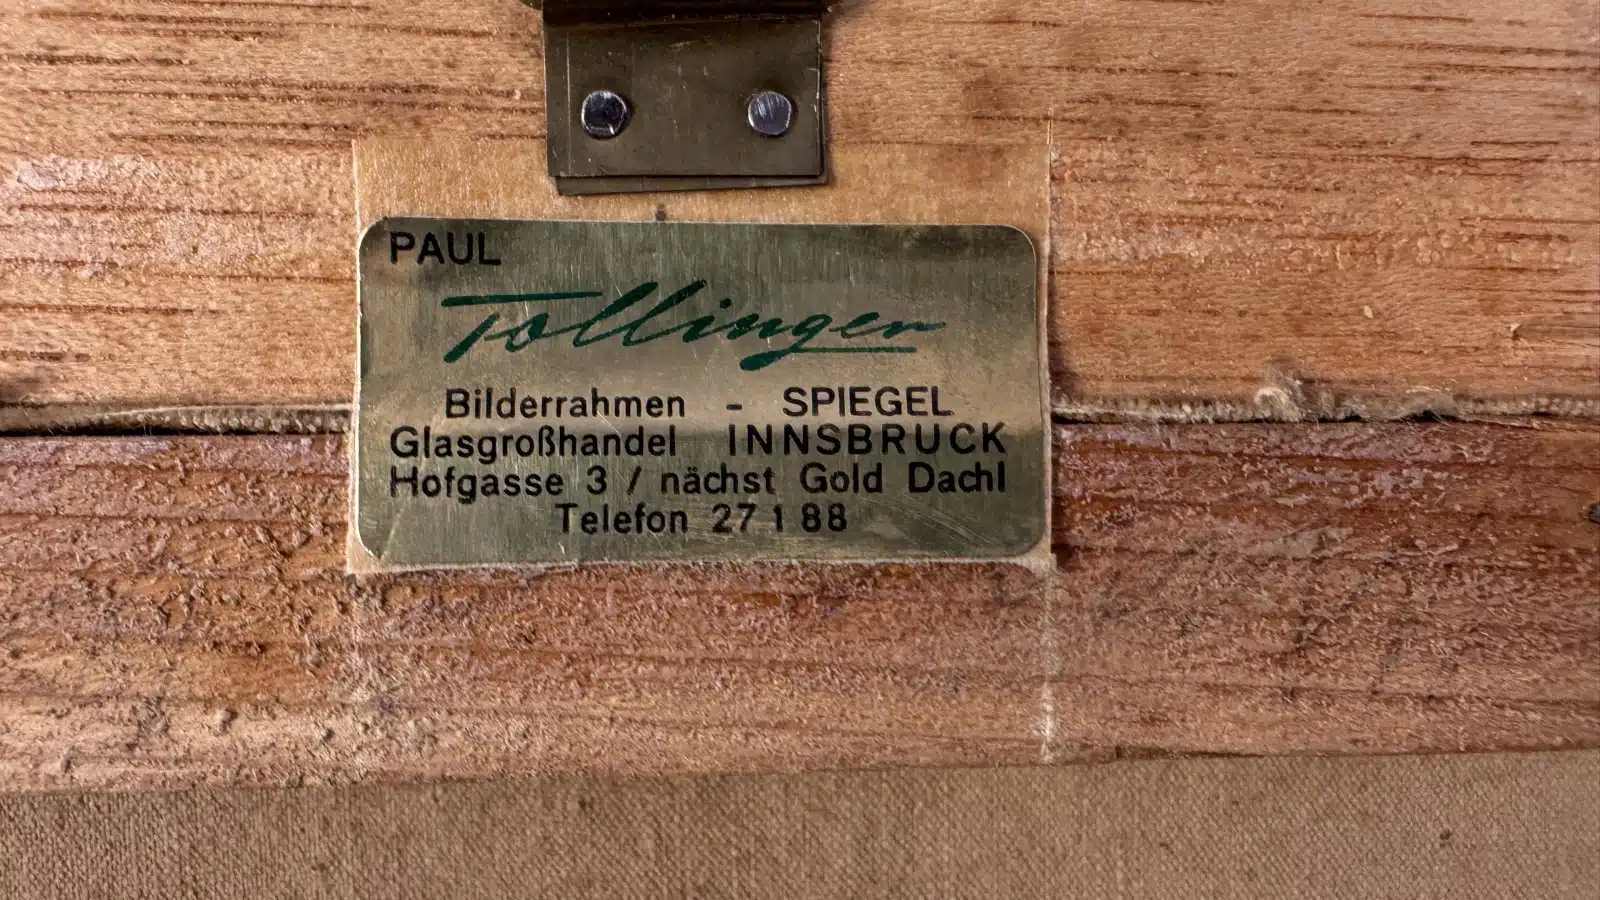 PAUL
Tollinger
Bilderrahmen - SPIEGEL
Glasgroßhandel INNSBRUCK
Hofgasse 3 / nächst Gold Dachl
Telefon 27 1 88